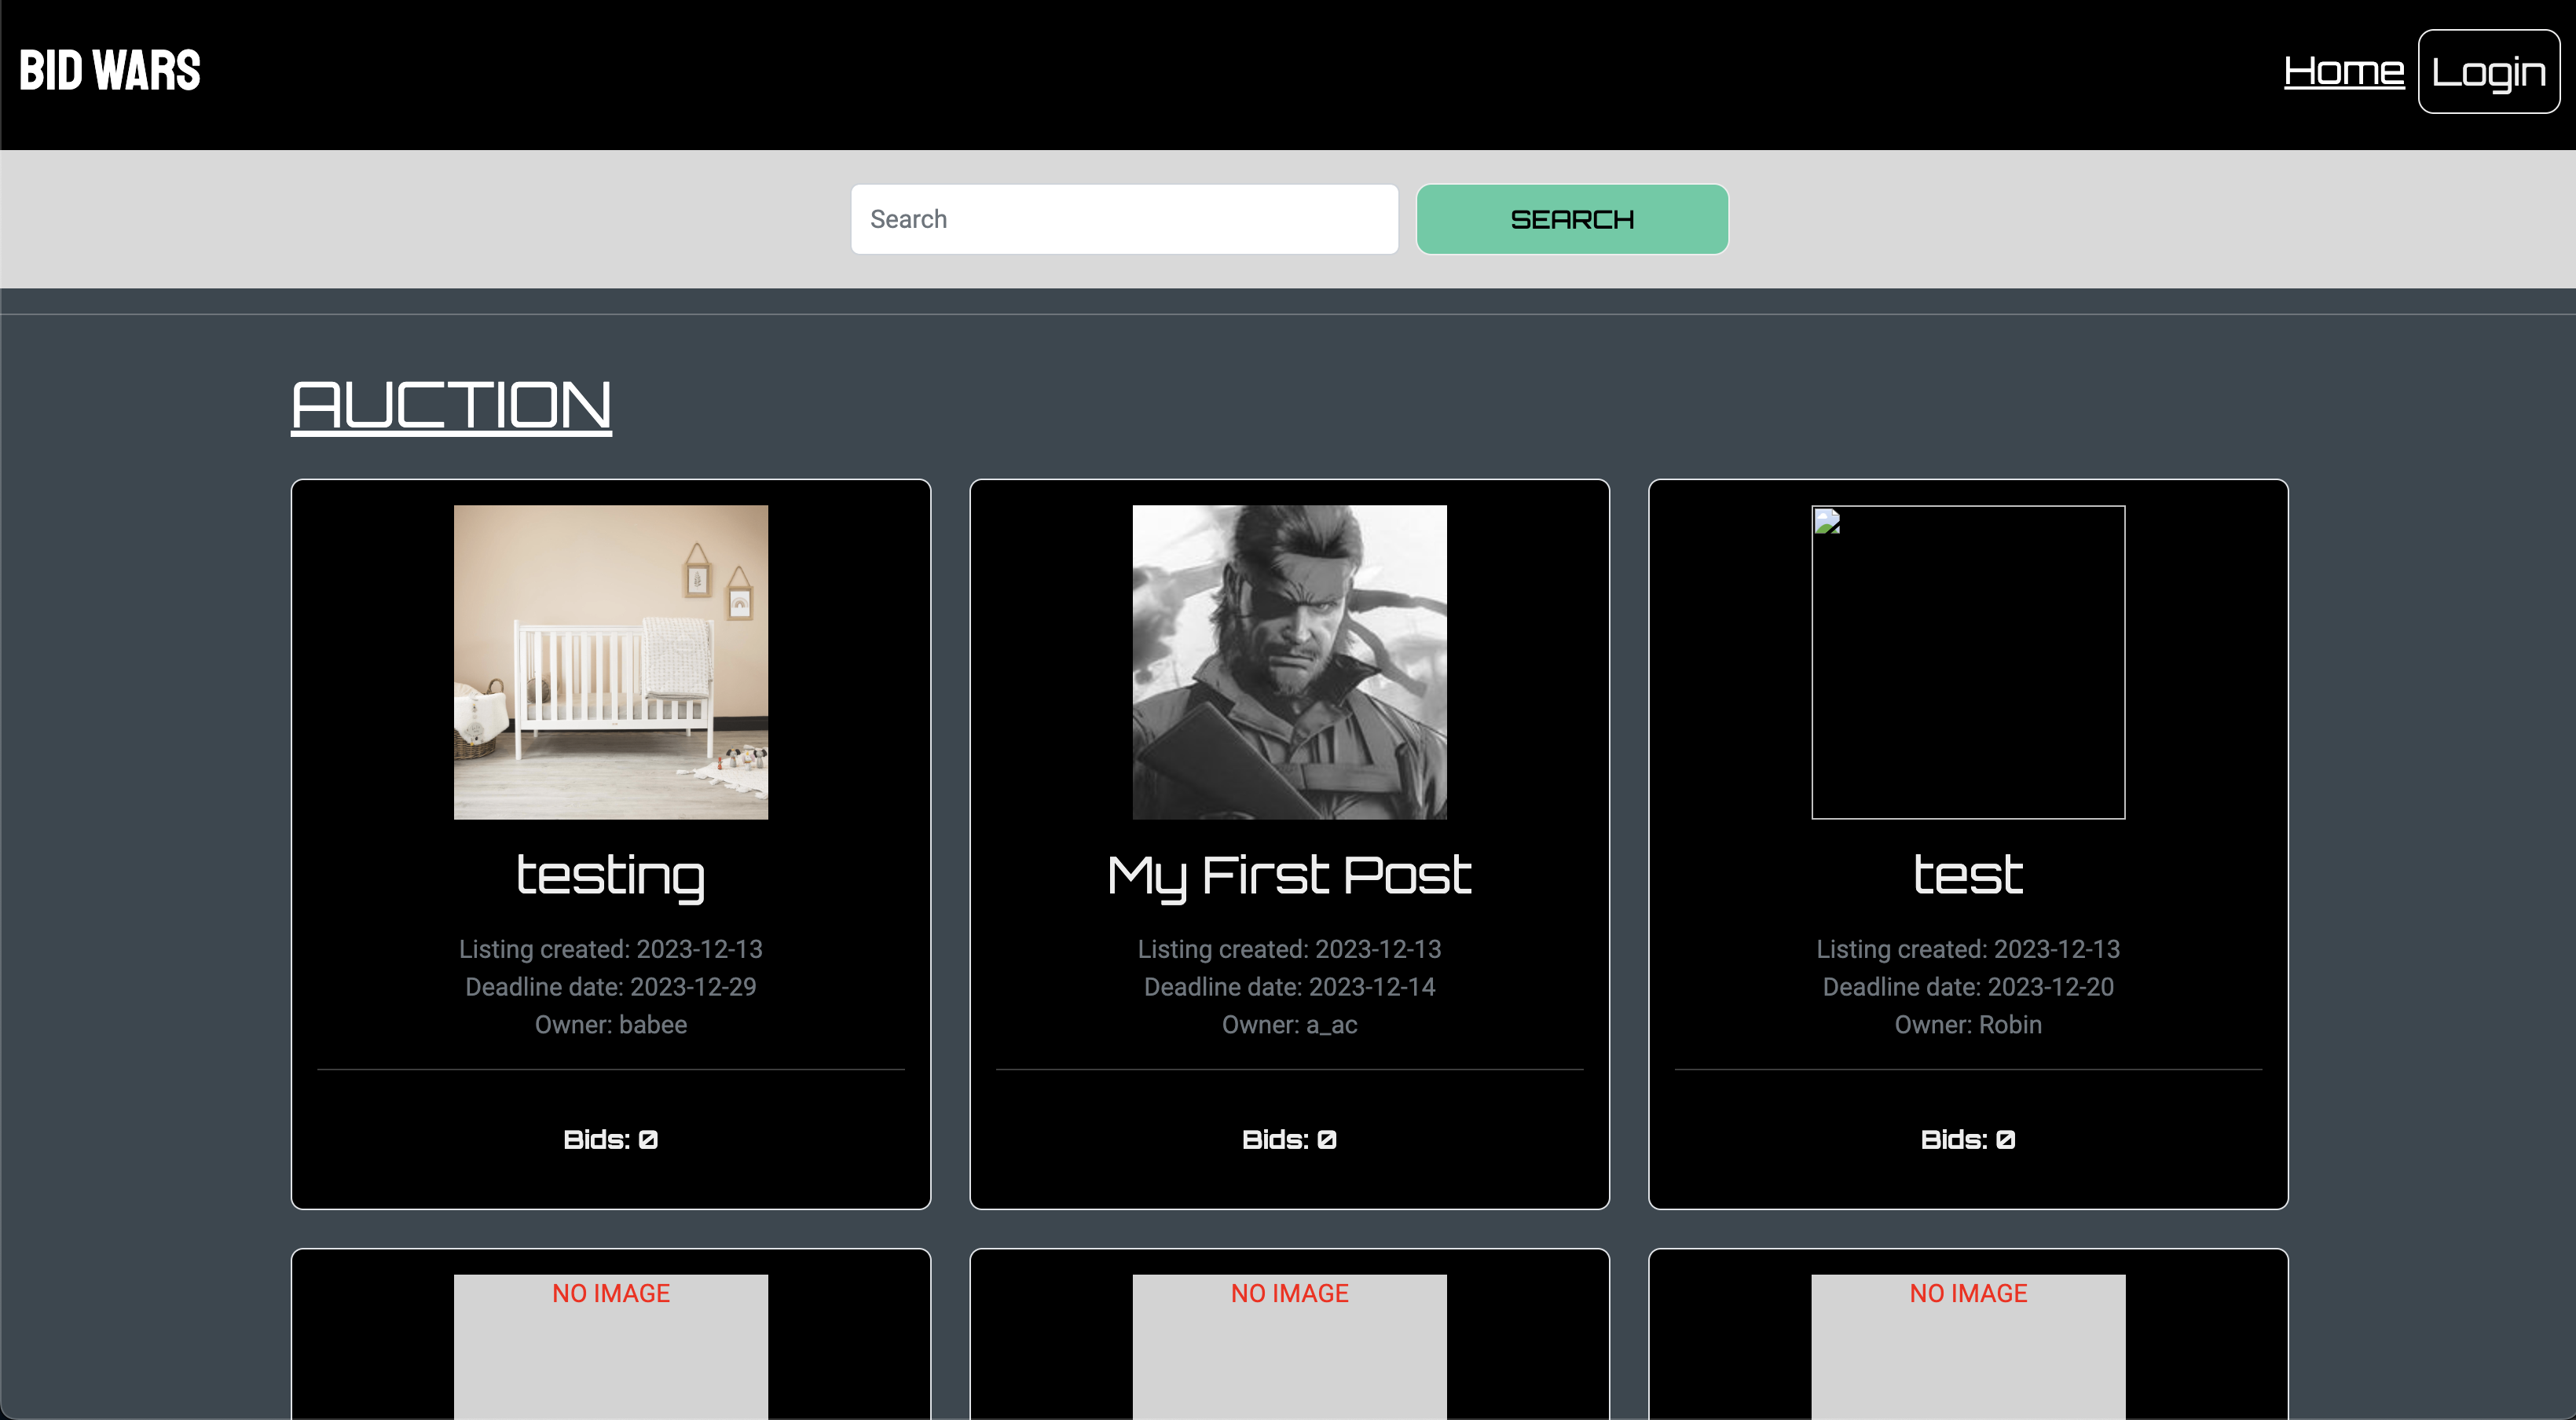 BID WARS
Home
Login
Search
SEARCH
AUCTION
testing
Listing created: 2023-12-13
Deadline date: 2023-12-29
Owner: babee
Bids: 0
My First Post
Listing created: 2023-12-13
Deadline date: 2023-12-14
Owner: a_ac
Bids: 0
test
Listing created: 2023-12-13
Deadline date: 2023-12-20
Owner: Robin
Bids: 0
NO IMAGE
NO IMAGE
NO IMAGE